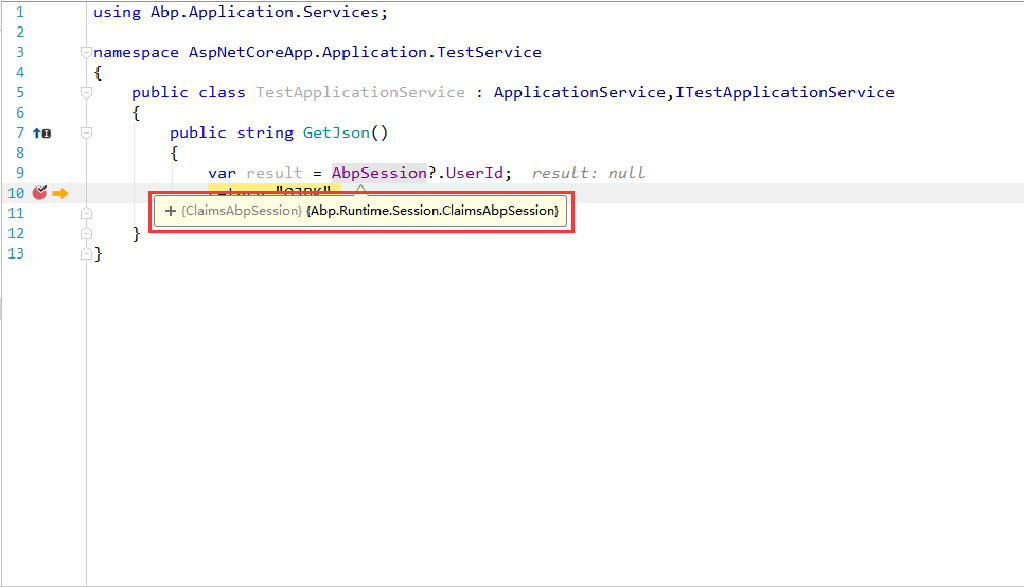 1 using Abp.Application.Services;
2
3 namespace AspNetCoreApp.Application.TestService
4 {
5 public class TestApplicationService : ApplicationService,ITestApplicationService
6 {
7 public string GetJson()
8 {
9 var result = AbpSession?.UserId; result: null
10
11 + {ClaimsAbpSession} {Abp.Runtime.Session.ClaimsAbpSession}
12 }
13 }